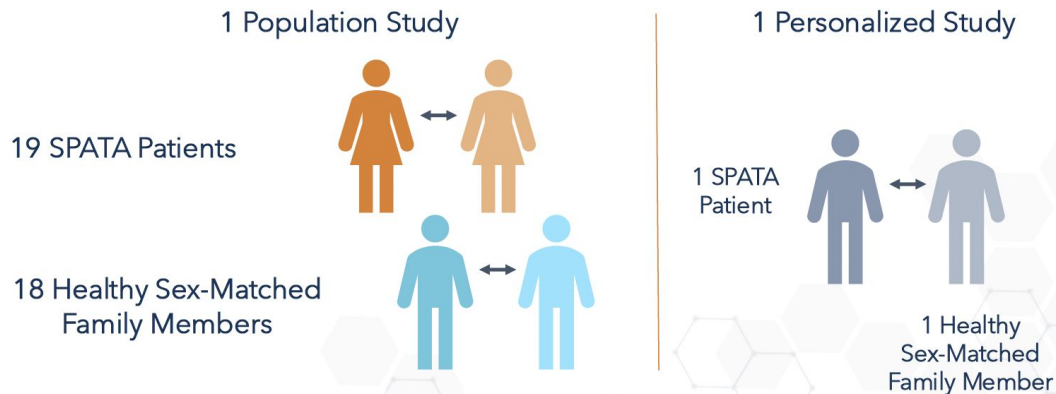 1 Population Study
19 SPATA Patients
18 Healthy Sex-Matched
Family Members
1 Personalized Study
1 SPATA
Patient
1 Healthy
Sex-Matched
Family Member